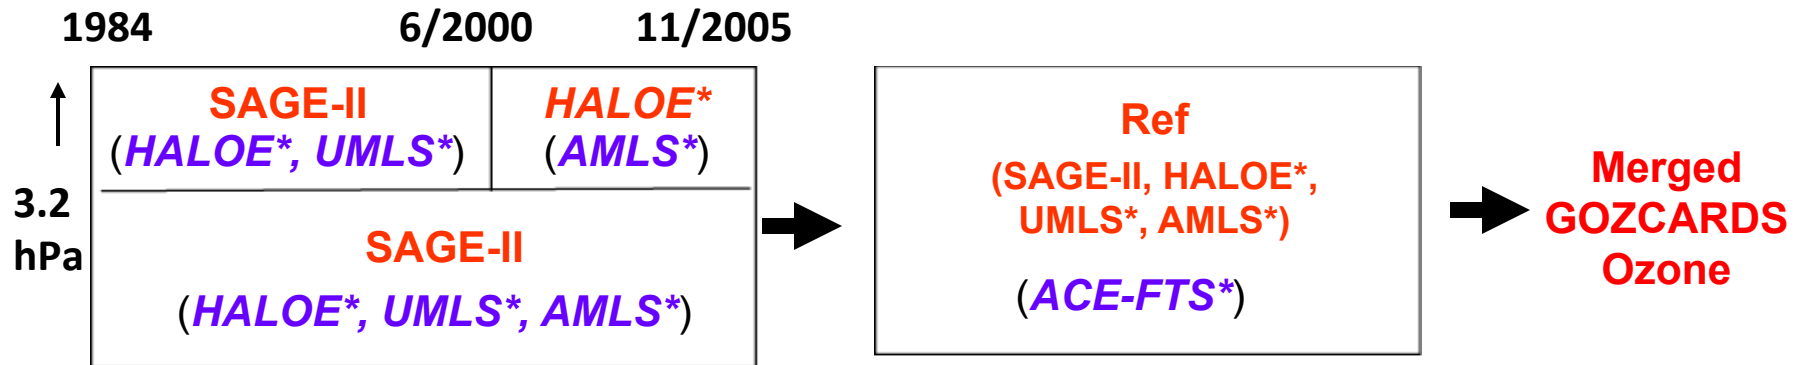 1984 6/2000 11/2005
SAGE-II
(HALOE*, UMLS*)
HALOE*
(AMLS*)
3.2
hPa
SAGE-II
(HALOE*, UMLS*, AMLS*)
Ref
(SAGE-II, HALOE*,
UMLS*, AMLS*)
(ACE-FTS*)
Merged
GOZCARDS
Ozone